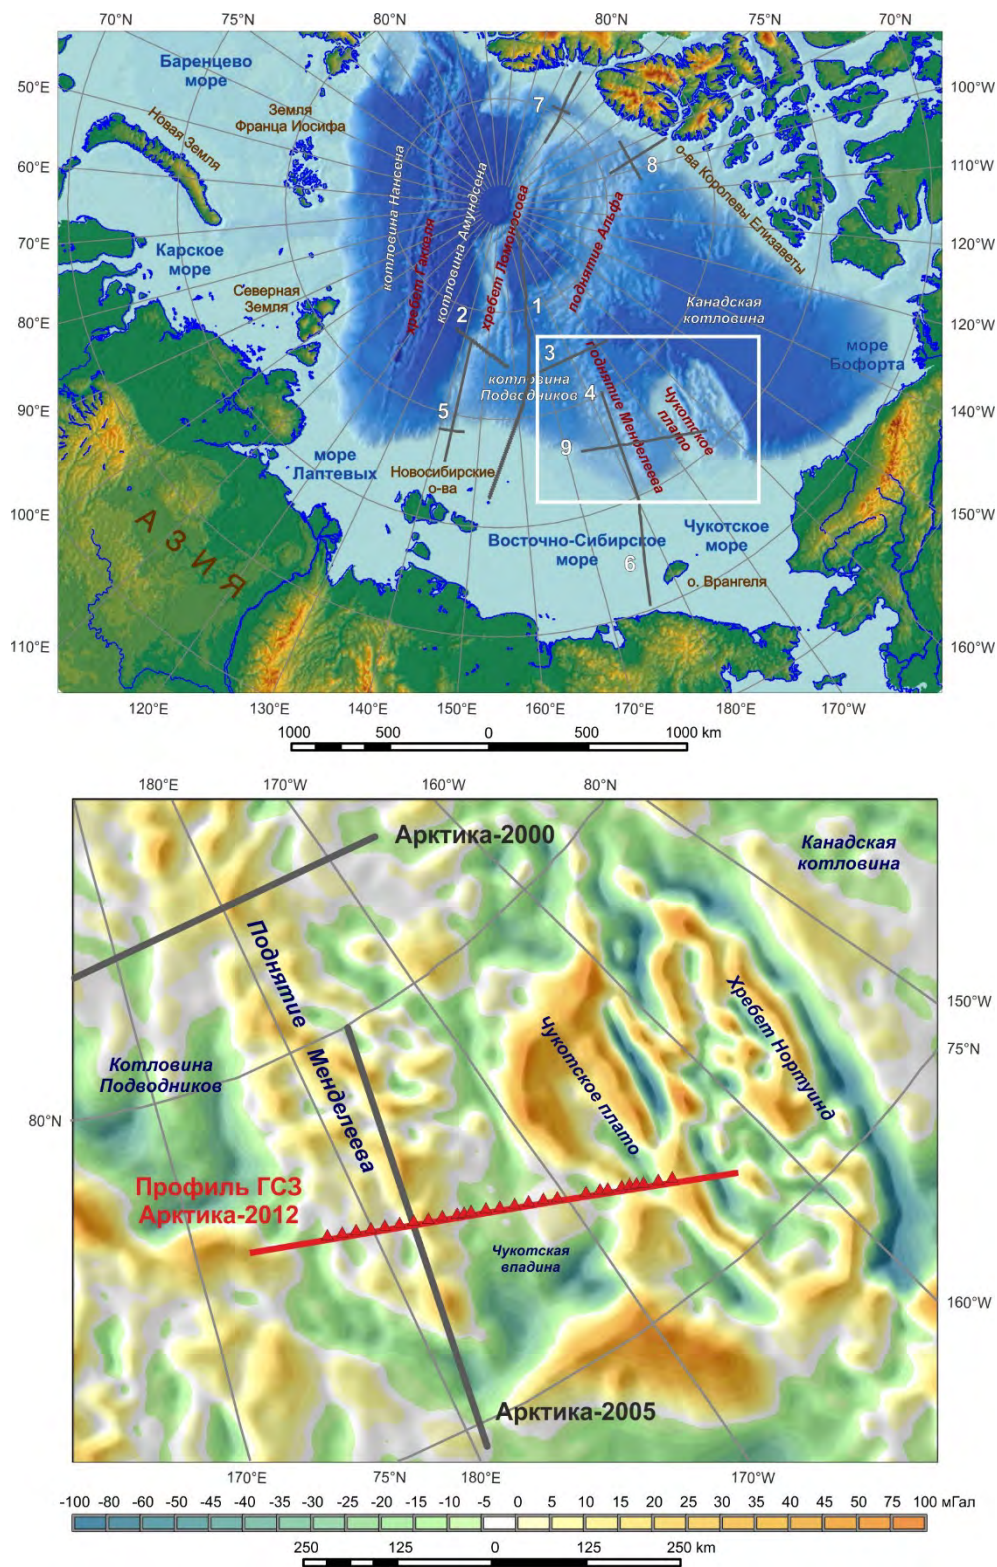 70°N
80°N
80°N
75°N
70°N
50°E
60°E
70°E
80°E
90°E
100°E
110°E
100°W
110°W
120°W
120°W
140°W
150°W
160°W
Баренцево
море
Земля
Франца Иосифа
Новая Земля
Карское
море
Северная
Земля
котловина Нансена
хребет Гаккеля
котловина Амундсена
хребет Ломоносова
поднятие Альфа
о-ва Королевы Елизаветы
Канадская
котловина
море
Бофорта
7
8
1
2
3
4
5
9
6
котловина
Подводников
поднятие Менделеева
Чукотское
плато
море
Лаптевых
Новосибирские
о-ва
АЗИЯ
Восточно-Сибирское
море
Чукотское
море
о. Врангеля
120°E
130°E
140°E
150°E
160°E
170°E
180°E
170°W
1000
500
0
500
1000 km
180°E
170°W
160°W
80°N
Арктика-2000
Канадская
котловина
Поднятие Менделеева
Хребет Нортуинд
Чукотское плато
Котловина
Подводников
150°W
75°N
80°N
Профиль ГСЗ
Арктика-2012
Чукотская
впадина
160°W
Арктика-2005
170°E
75°N
180°E
170°W
-100 -80 -60 -50 -45 -40 -35 -30 -25 -20 -15 -10 -5 0 5 10 15 20 25 30 40 45 50 75 100 мГал
250
125
0
125
250 km